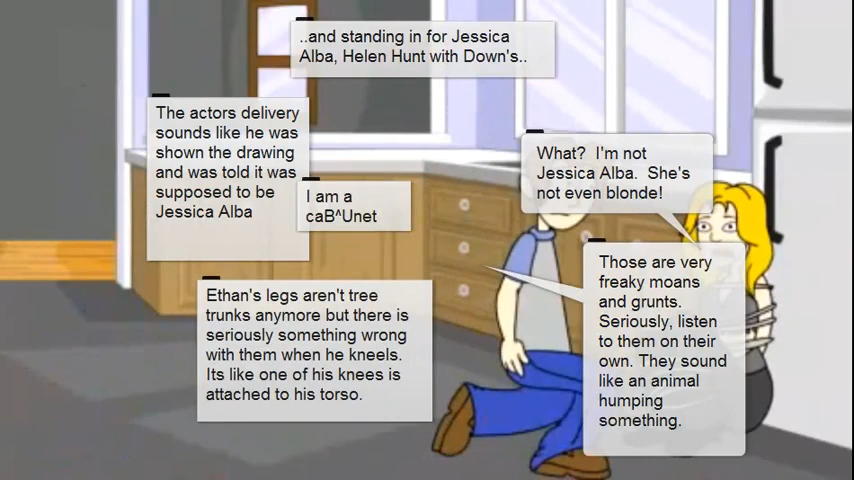 ..and standing in for Jessica
Alba, Helen Hunt with Down's..
The actors delivery
sounds like he was
shown the drawing
and was told it was
supposed to be
Jessica Alba
What? I'm not
Jessica Alba. She's
not even blonde!
I am a
caB^Unet
Those are very
freaky moans
and grunts.
Seriously, listen
to them on their
own. They sound
like an animal
humping
something.
Ethan's legs aren't tree
trunks anymore but there is
seriously something wrong
with them when he kneels.
Its like one of his knees is
attached to his torso.